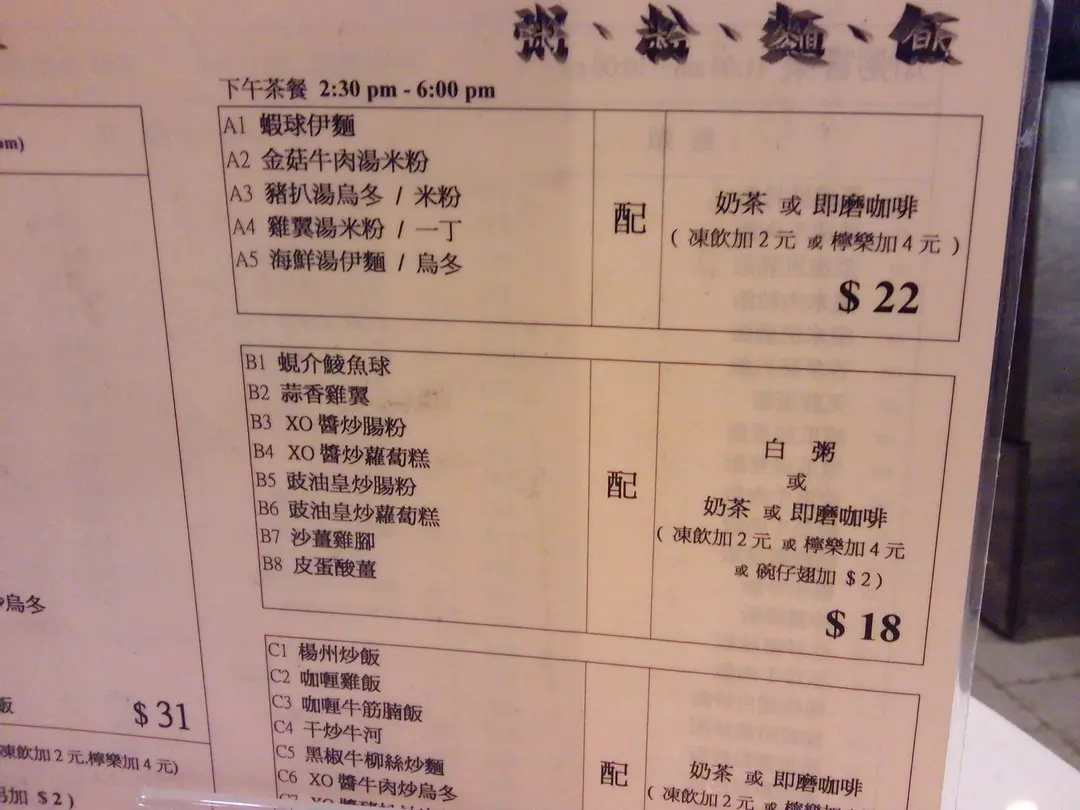 粥、粉、麵、飯
下午茶餐 2:30 pm - 6:00 pm
A1 蝦球伊麵
A2 金菇牛肉湯米粉
A3 豬扒湯烏冬 / 米粉
A4 雞翼湯米粉 / 一丁
A5 海鮮湯伊麵 / 烏冬
配
奶茶 或 即磨咖啡
( 凍飲加 2 元 或 檸樂加 4 元 )
$ 22
B1 蜆介鯪魚球
B2 蒜香雞翼
B3 XO 醬炒腸粉
B4 XO 醬炒蘿蔔糕
B5 豉油皇炒腸粉
B6 豉油皇炒蘿蔔糕
B7 沙薑雞腳
B8 皮蛋酸薑
配
白 粥
或
奶茶 或 即磨咖啡
( 凍飲加 2 元 或 檸樂加 4 元
或 碗仔翅加 $ 2 )
$ 18
C1 楊州炒飯
C2 咖喱雞飯
C3 咖喱牛筋腩飯
C4 干炒牛河
C5 黑椒牛柳絲炒麵
C6 XO 醬牛肉炒烏冬
配
奶茶 或 即磨咖啡
( 凍飲加 2 元 或 檸樂加 4 元
烏冬
飯
$ 31
凍飲加 2 元.檸樂加 4 元)
加 $ 2 )